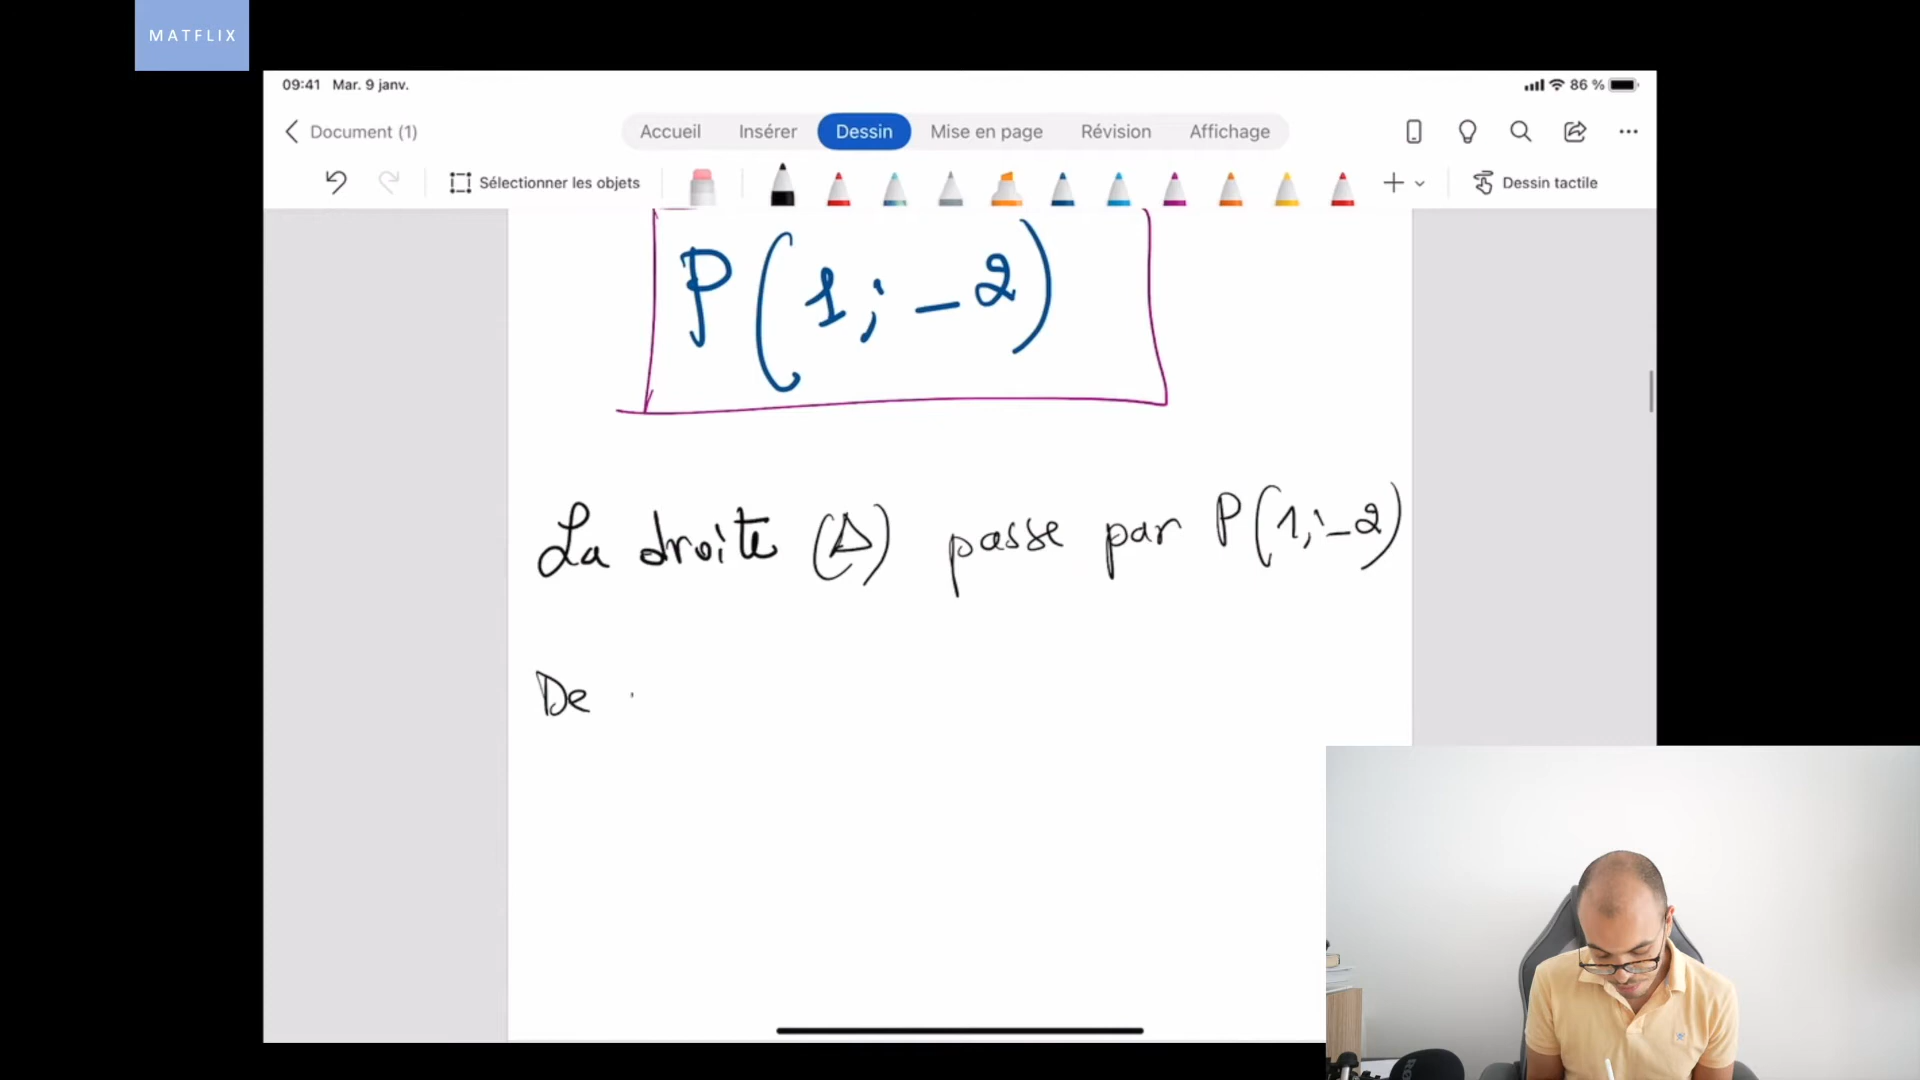 MATFLIX
09:41 Mar. 9 janv. 86 %
Document (1) Accueil Insérer Dessin Mise en page Révision Affichage
Sélectionner les objets Dessin tactile
P(1; -2)
La droite (Δ) passe par P(1; -2)
De